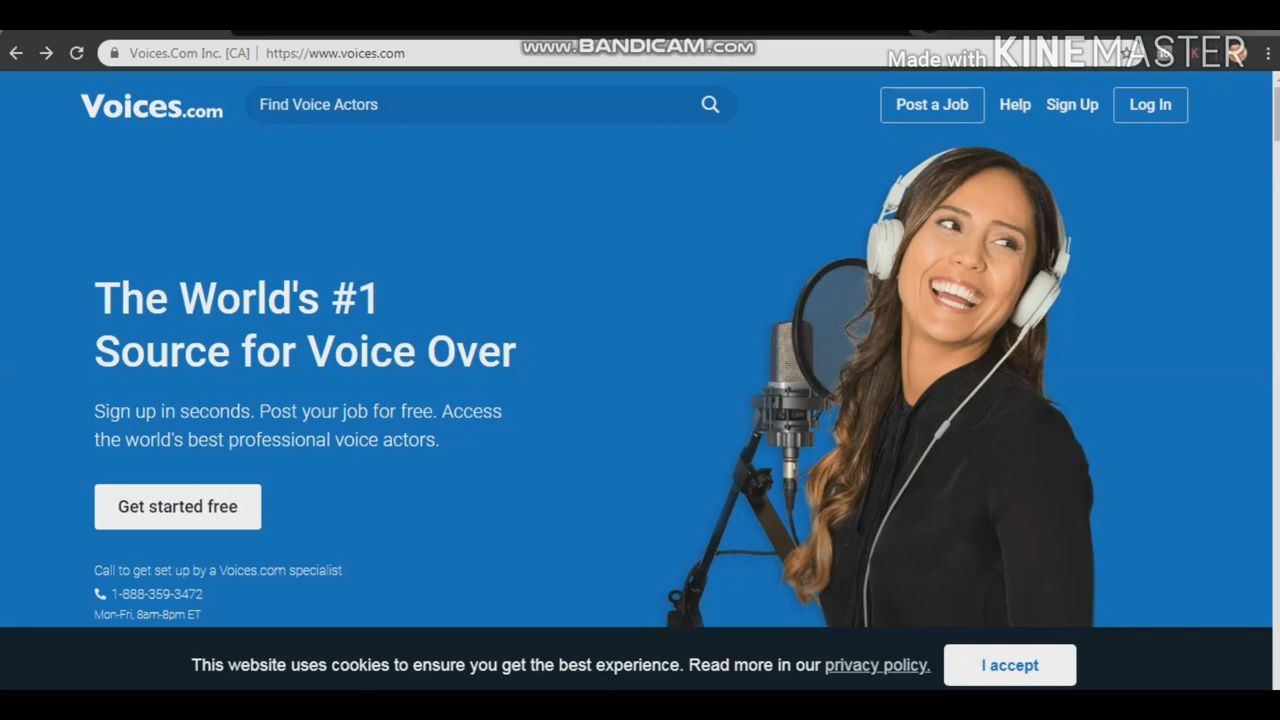 www.BANDICAM.com
Made with KINEMASTER
Voices.Com Inc. [CA] | https://www.voices.com
Voices.com
Find Voice Actors
Post a Job
Help
Sign Up
Log In
The World's #1
Source for Voice Over
Sign up in seconds. Post your job for free. Access
the world's best professional voice actors.
Get started free
Call to get set up by a Voices.com specialist
1-888-359-3472
Mon-Fri, 8am-8pm ET
This website uses cookies to ensure you get the best experience. Read more in our privacy policy.
I accept